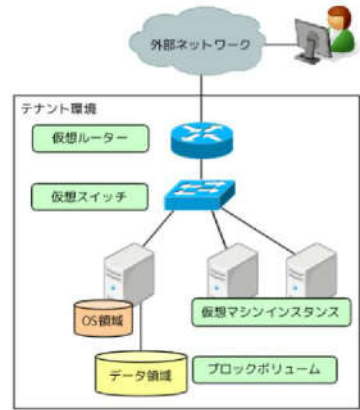 外部ネットワーク
テナント環境
仮想ルーター
仮想スイッチ
OS領域
仮想マシンインスタンス
データ領域
ブロックボリューム